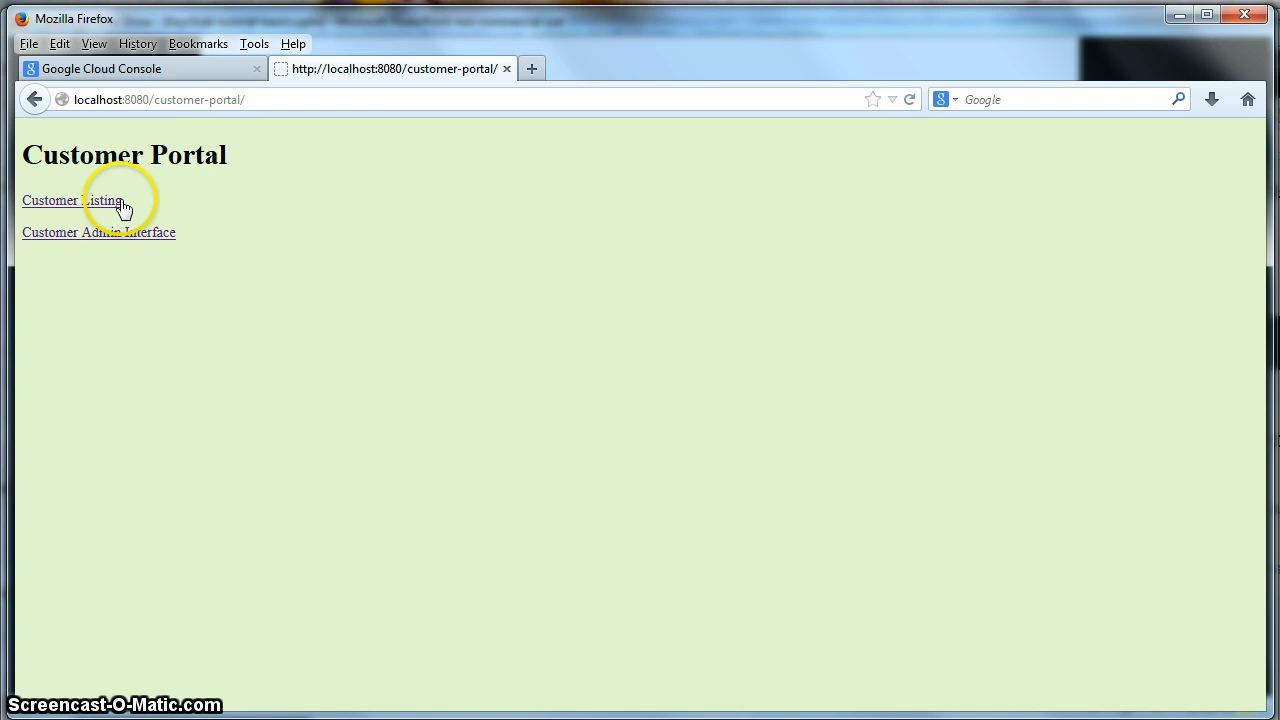 Mozilla Firefox
File Edit View History Bookmarks Tools Help
Google Cloud Console
http://localhost:8080/customer-portal/
localhost:8080/customer-portal/
Google
Customer Portal
Customer Listing
Customer Admin Interface
Screencast-O-Matic.com